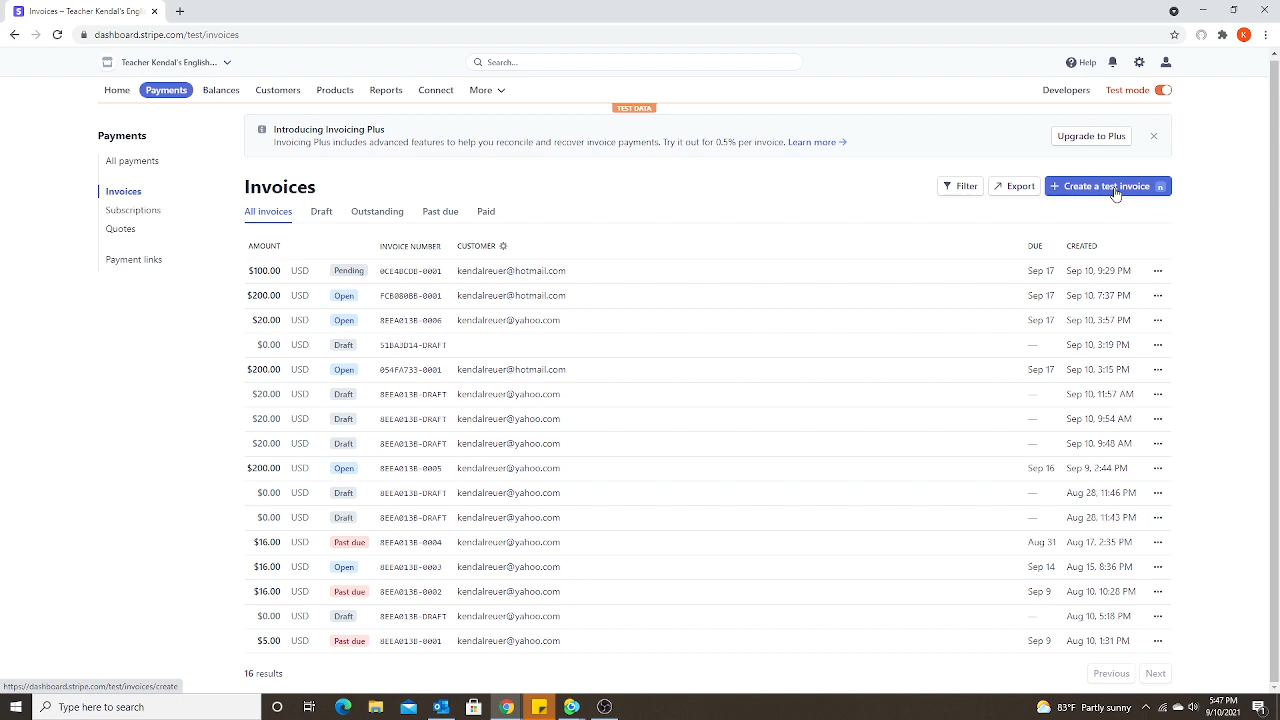 Invoices – Teacher Kendal's Engli
dashboard.stripe.com/test/invoices
K
Teacher Kendal's English...
Search...
Help
Home Payments Balances Customers Products Reports Connect More Developers Test mode
TEST DATA
Payments
All payments
Invoices
Subscriptions
Quotes
Payment links
Introducing Invoicing Plus
Invoicing Plus includes advanced features to help you reconcile and recover invoice payments. Try it out for 0.5% per invoice. Learn more →
Upgrade to Plus
Invoices
Filter Export + Create a test invoice n
All invoices Draft Outstanding Past due Paid
AMOUNT INVOICE NUMBER CUSTOMER DUE CREATED
$100.00 USD Pending 0CE4BCDB-0001 kendalreuer@hotmail.com Sep 17 Sep 10, 9:29 PM
$200.00 USD Open FCB0808B-0001 kendalreuer@hotmail.com Sep 17 Sep 10, 7:37 PM
$20.00 USD Open 8EEA013B-0006 kendalreuer@yahoo.com Sep 17 Sep 10, 3:57 PM
$0.00 USD Draft 51BA3D14-DRAFT — Sep 10, 3:19 PM
$200.00 USD Open 054FA733-0001 kendalreuer@hotmail.com Sep 17 Sep 10, 3:15 PM
$20.00 USD Draft 8EEA013B-DRAFT kendalreuer@yahoo.com — Sep 10, 11:57 AM
$20.00 USD Draft 8EEA013B-DRAFT kendalreuer@yahoo.com — Sep 10, 9:54 AM
$20.00 USD Draft 8EEA013B-DRAFT kendalreuer@yahoo.com — Sep 10, 9:48 AM
$200.00 USD Open 8EEA013B-0005 kendalreuer@yahoo.com Sep 16 Sep 9, 2:44 PM
$0.00 USD Draft 8EEA013B-DRAFT kendalreuer@yahoo.com — Aug 28, 11:46 PM
$0.00 USD Draft 8EEA013B-DRAFT kendalreuer@yahoo.com — Aug 28, 11:43 PM
$16.00 USD Past due 8EEA013B-0004 kendalreuer@yahoo.com Aug 31 Aug 17, 2:35 PM
$16.00 USD Open 8EEA013B-0003 kendalreuer@yahoo.com Sep 14 Aug 15, 8:36 PM
$16.00 USD Past due 8EEA013B-0002 kendalreuer@yahoo.com Sep 9 Aug 10, 10:28 PM
$0.00 USD Draft 8EEA013B-DRAFT kendalreuer@yahoo.com — Aug 10, 5:18 PM
$5.00 USD Past due 8EEA013B-0001 kendalreuer@yahoo.com Sep 9 Aug 10, 1:31 PM
16 results
Previous Next
https://dashboard.stripe.com/test/invoices/create
Type here to search
83°F Partly sunny
5:47 PM
9/10/2021